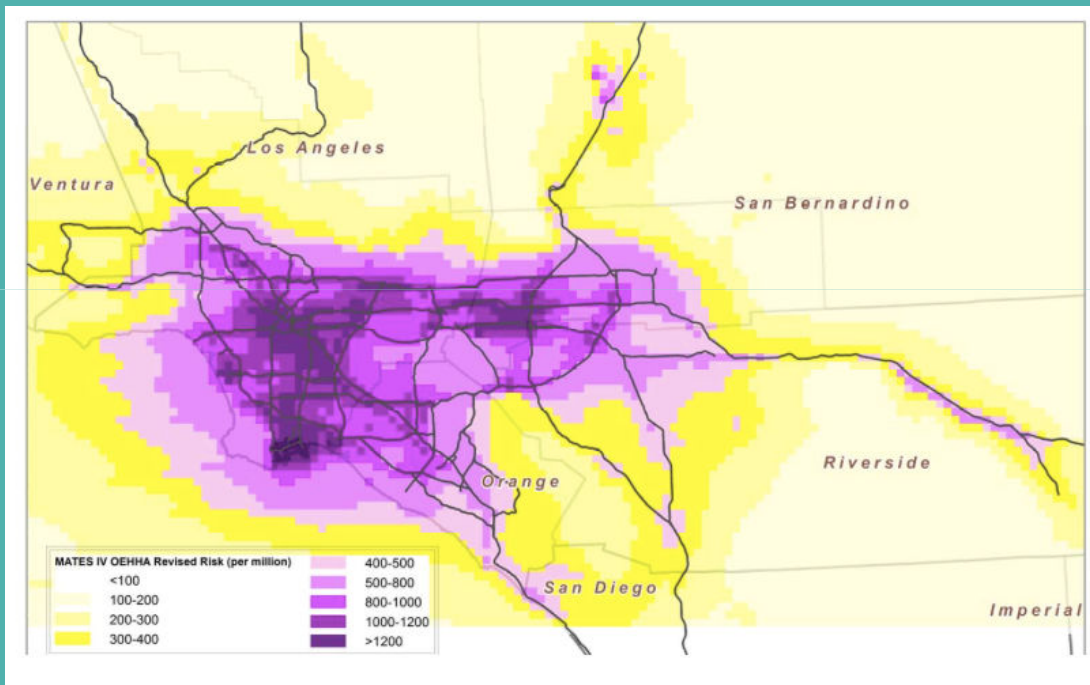 Los Angeles
Ventura
San Bernardino
Riverside
Orange
San Diego
Imperial
MATES IV OEHHA Revised Risk (per million)
<100
100-200
200-300
300-400
400-500
500-800
800-1000
1000-1200
>1200